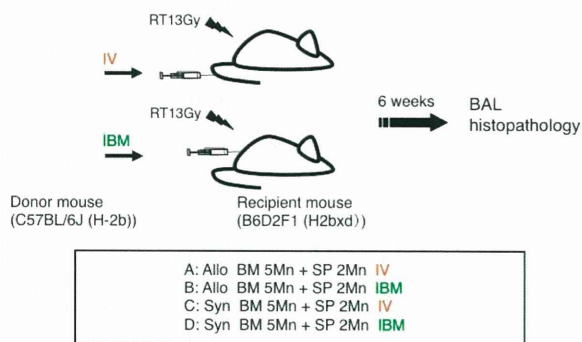 RT13Gy
IV
RT13Gy
IBM
6 weeks
BAL
histopathology
Donor mouse
(C57BL/6J (H-2b))
Recipient mouse
(B6D2F1 (H2bxd))
A: Allo BM 5Mn + SP 2Mn IV
B: Allo BM 5Mn + SP 2Mn IBM
C: Syn BM 5Mn + SP 2Mn IV
D: Syn BM 5Mn + SP 2Mn IBM